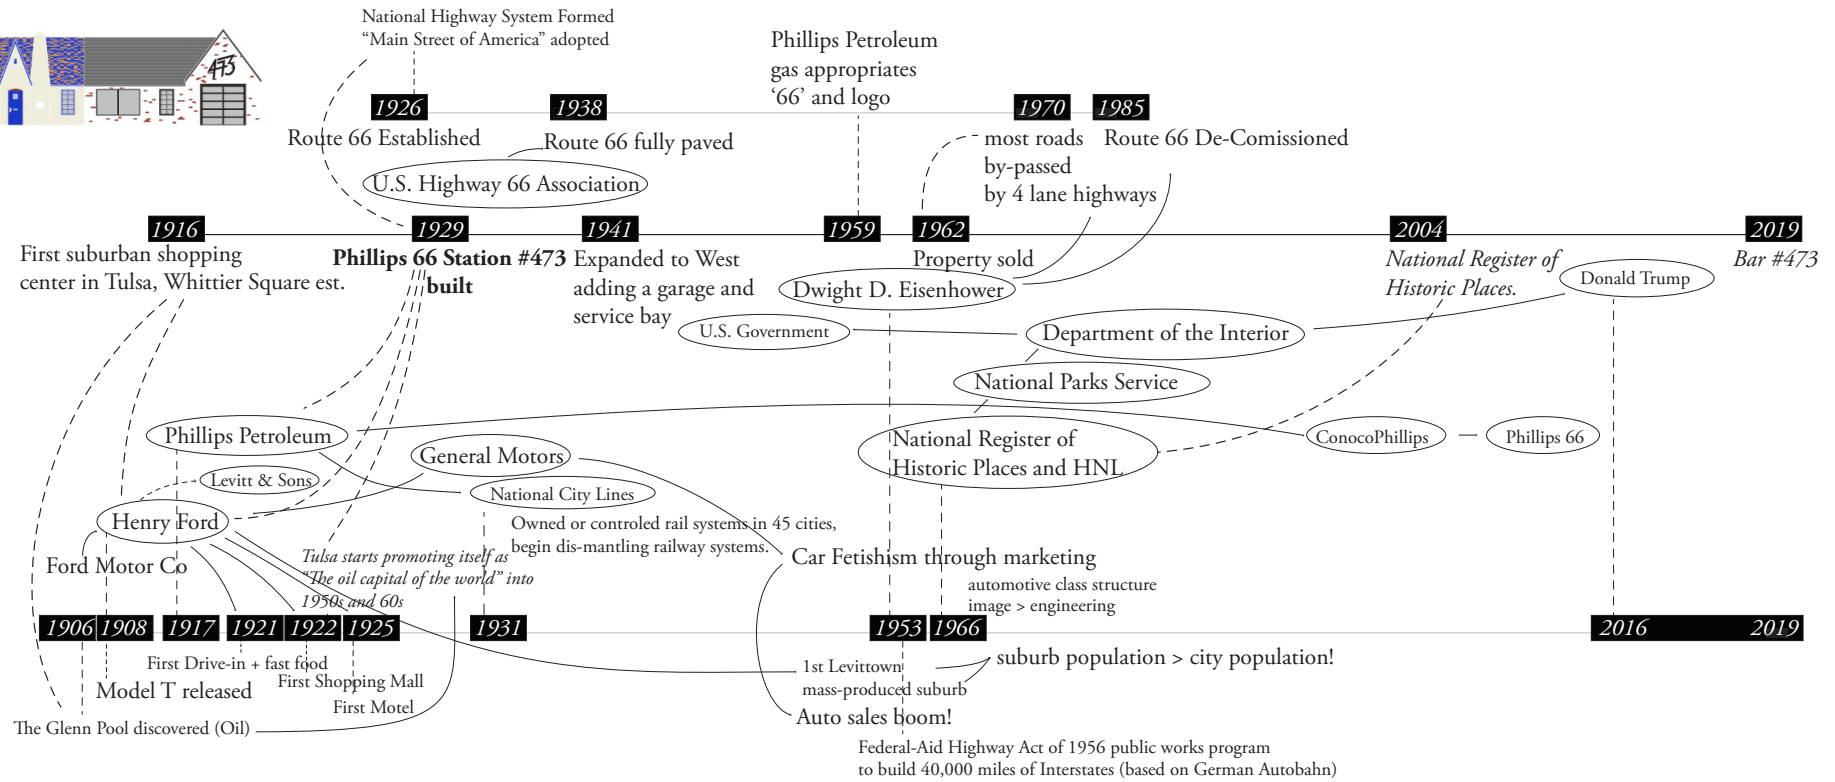 National Highway System Formed
“Main Street of America” adopted
Phillips Petroleum
gas appropriates
‘66’ and logo
473
1926
1938
1970
1985
Route 66 Established
Route 66 fully paved
most roads
by-passed
by 4 lane highways
Route 66 De-Comissioned
U.S. Highway 66 Association
1916
1929
1941
1959
1962
2004
2019
First suburban shopping
center in Tulsa, Whittier Square est.
Phillips 66 Station #473
built
Expanded to West
adding a garage and
service bay
Property sold
Dwight D. Eisenhower
National Register of
Historic Places.
Donald Trump
Bar #473
U.S. Government
Department of the Interior
National Parks Service
Phillips Petroleum
General Motors
National Register of
Historic Places and HNL
ConocoPhillips
Phillips 66
Levitt & Sons
National City Lines
Henry Ford
Owned or controled rail systems in 45 cities,
begin dis-mantling railway systems.
Ford Motor Co
Tulsa starts promoting itself as
“The oil capital of the world” into
1950s and 60s
Car Fetishism through marketing
automotive class structure
image > engineering
1906
1908
1917
1921
1922
1925
1931
1953
1966
2016
2019
First Drive-in + fast food
First Shopping Mall
Model T released
First Motel
The Glenn Pool discovered (Oil)
1st Levittown
mass-produced suburb
suburb population > city population!
Auto sales boom!
Federal-Aid Highway Act of 1956 public works program
to build 40,000 miles of Interstates (based on German Autobahn)